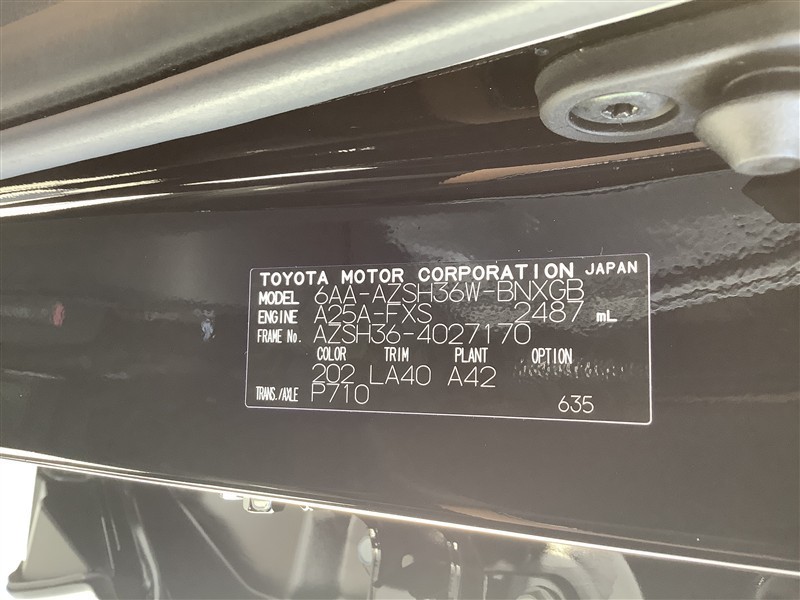 TOYOTA MOTOR CORPORATION JAPAN
MODEL 6AA-AZSH36W-BNXGB
ENGINE A25A-FXS 2487 mL
FRAME No. AZSH36-4027170
COLOR TRIM PLANT OPTION
202 LA40 A42
TRANS./AXLE P710
635